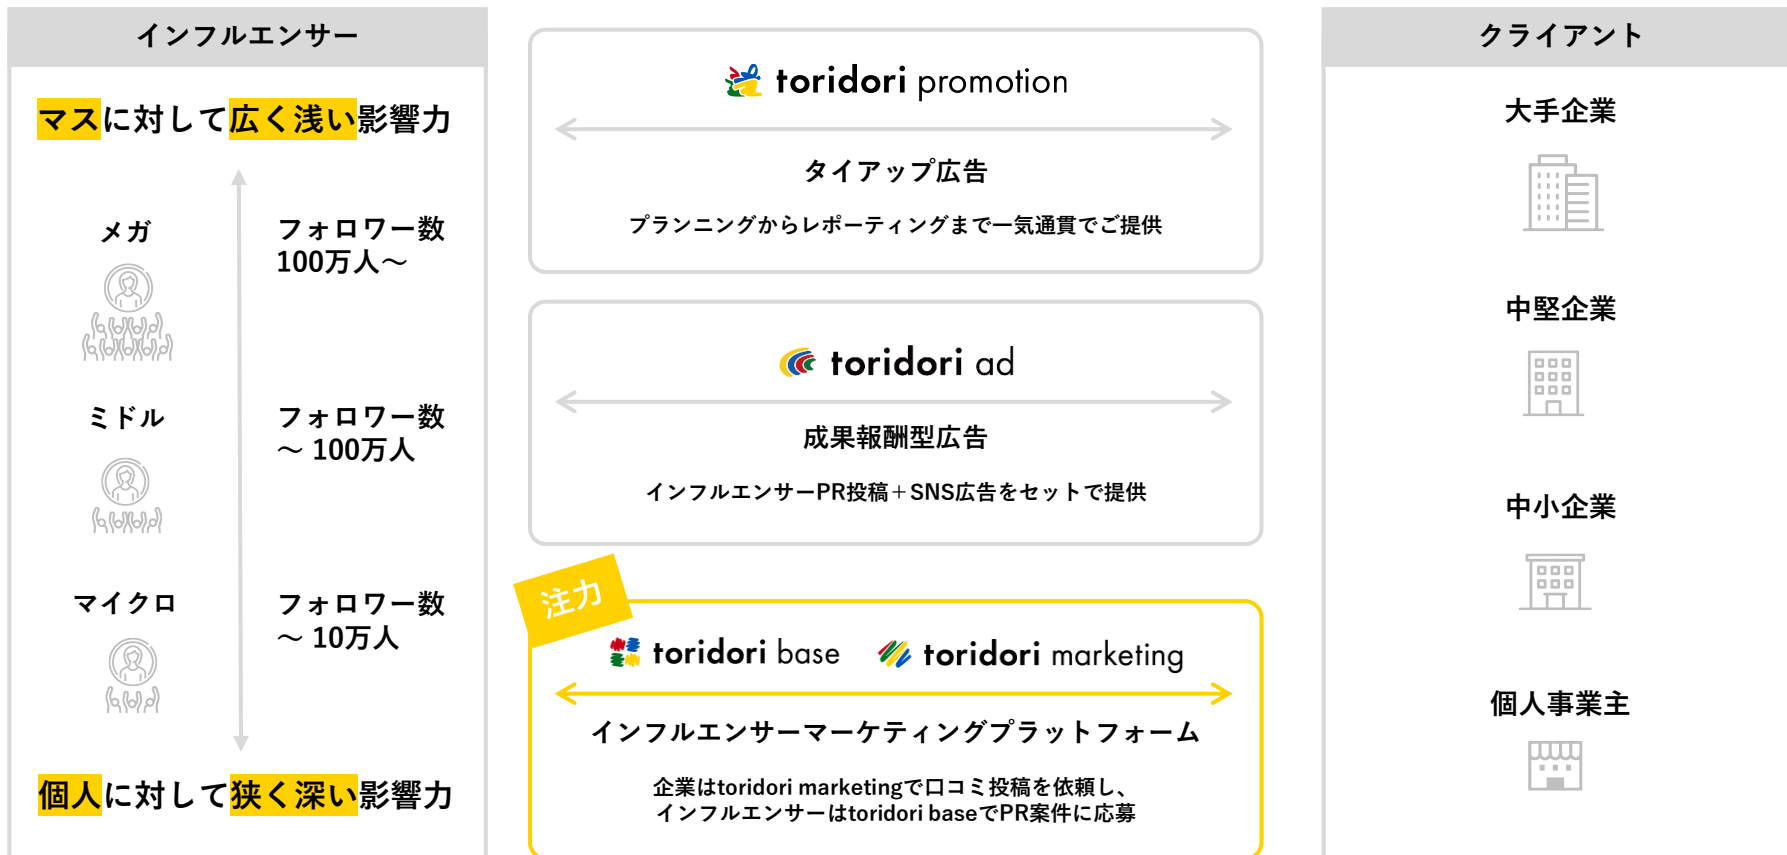 インフルエンサー
マスに対して広く浅い影響力
メガ
フォロワー数
100万人～
ミドル
フォロワー数
～ 100万人
マイクロ
フォロワー数
～ 10万人
個人に対して狭く深い影響力
toridori promotion
タイアップ広告
プランニングからレポーティングまで一気通貫でご提供
toridori ad
成果報酬型広告
インフルエンサーPR投稿＋SNS広告をセットで提供
注力
toridori base toridori marketing
インフルエンサーマーケティングプラットフォーム
企業はtoridori marketingで口コミ投稿を依頼し、
インフルエンサーはtoridori baseでPR案件に応募
クライアント
大手企業
中堅企業
中小企業
個人事業主